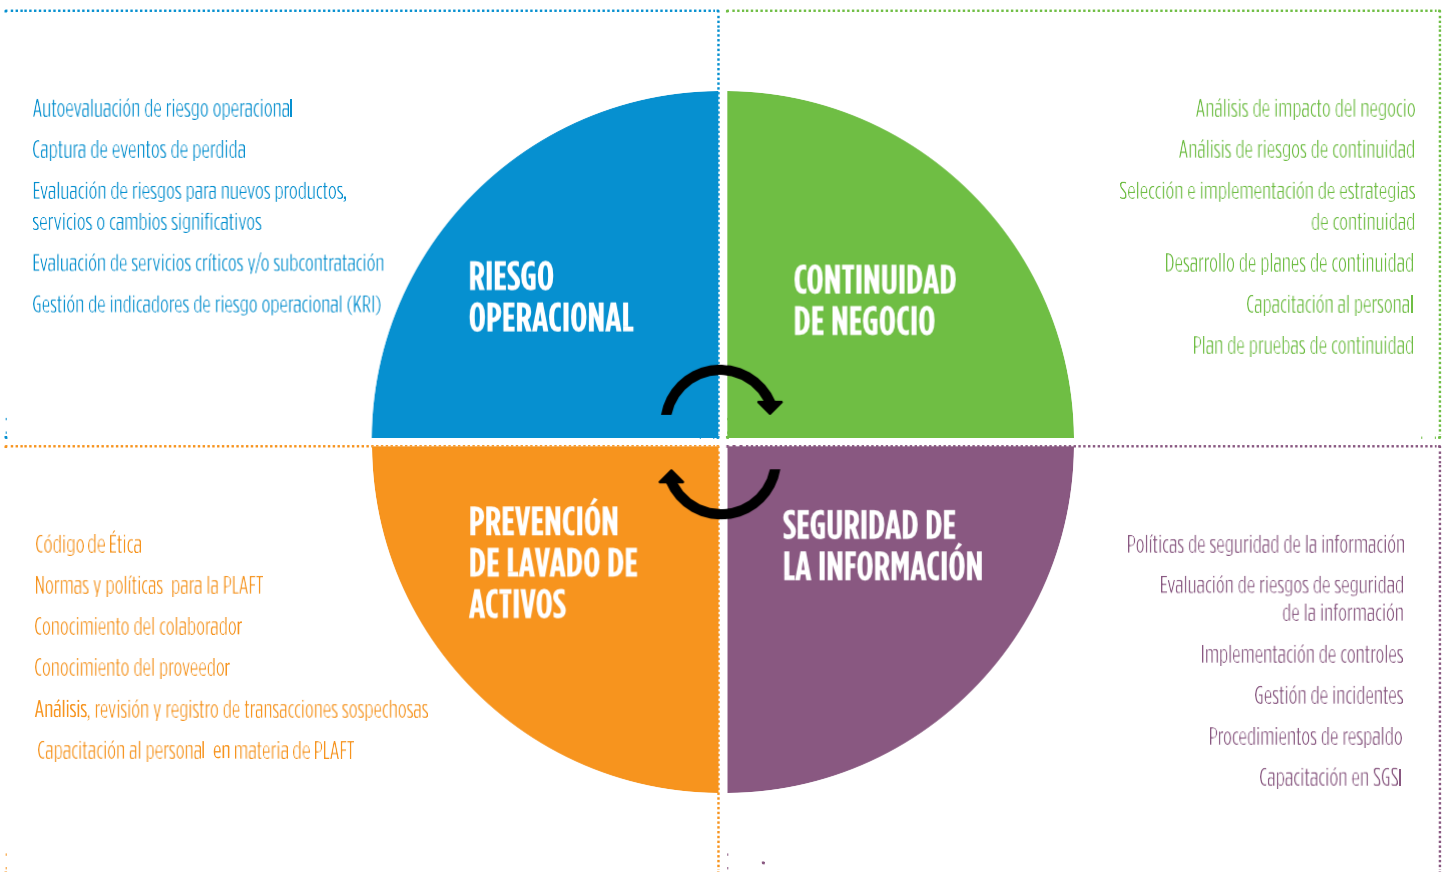 Autoevaluación de riesgo operacional
Captura de eventos de perdida
Evaluación de riesgos para nuevos productos,
servicios o cambios significativos
Evaluación de servicios críticos y/o subcontratación
Gestión de indicadores de riesgo operacional (KRI)
RIESGO
OPERACIONAL
CONTINUIDAD
DE NEGOCIO
Análisis de impacto del negocio
Análisis de riesgos de continuidad
Selección e implementación de estrategias
de continuidad
Desarrollo de planes de continuidad
Capacitación al personal
Plan de pruebas de continuidad
Código de Ética
Normas y políticas para la PLAFT
Conocimiento del colaborador
Conocimiento del proveedor
Análisis, revisión y registro de transacciones sospechosas
Capacitación al personal en materia de PLAFT
PREVENCIÓN
DE LAVADO DE
ACTIVOS
SEGURIDAD DE
LA INFORMACIÓN
Políticas de seguridad de la información
Evaluación de riesgos de seguridad
de la información
Implementación de controles
Gestión de incidentes
Procedimientos de respaldo
Capacitación en SGSI